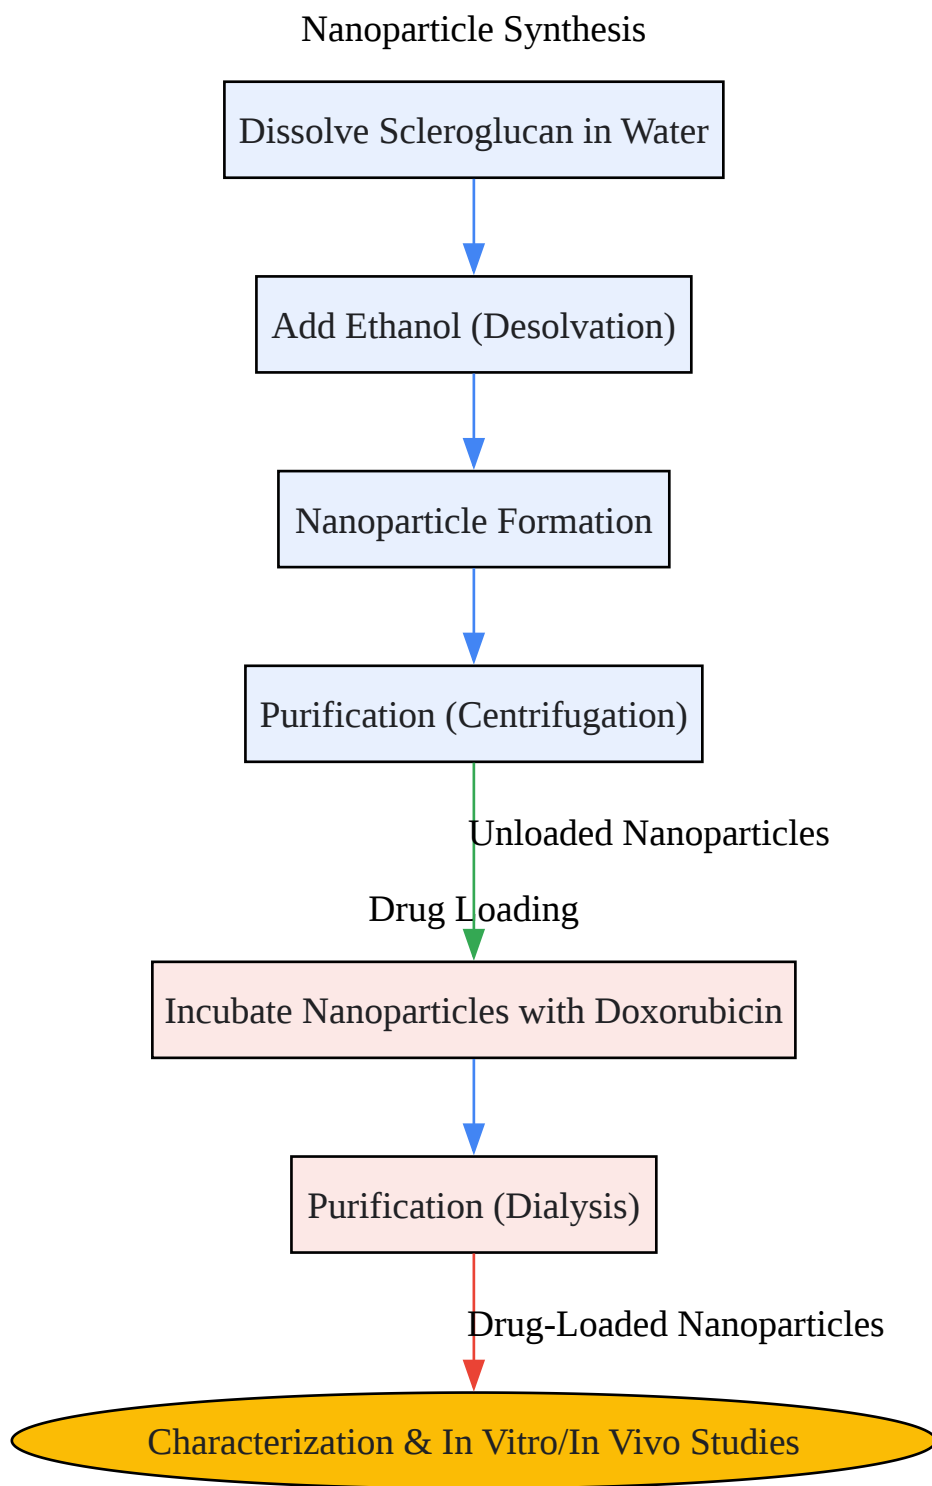 Nanoparticle Synthesis
Dissolve Scleroglucan in Water
Add Ethanol (Desolvation)
Nanoparticle Formation
Purification (Centrifugation)
Unloaded Nanoparticles
Drug Loading
Incubate Nanoparticles with Doxorubicin
Purification (Dialysis)
Drug-Loaded Nanoparticles
Characterization & In Vitro/In Vivo Studies